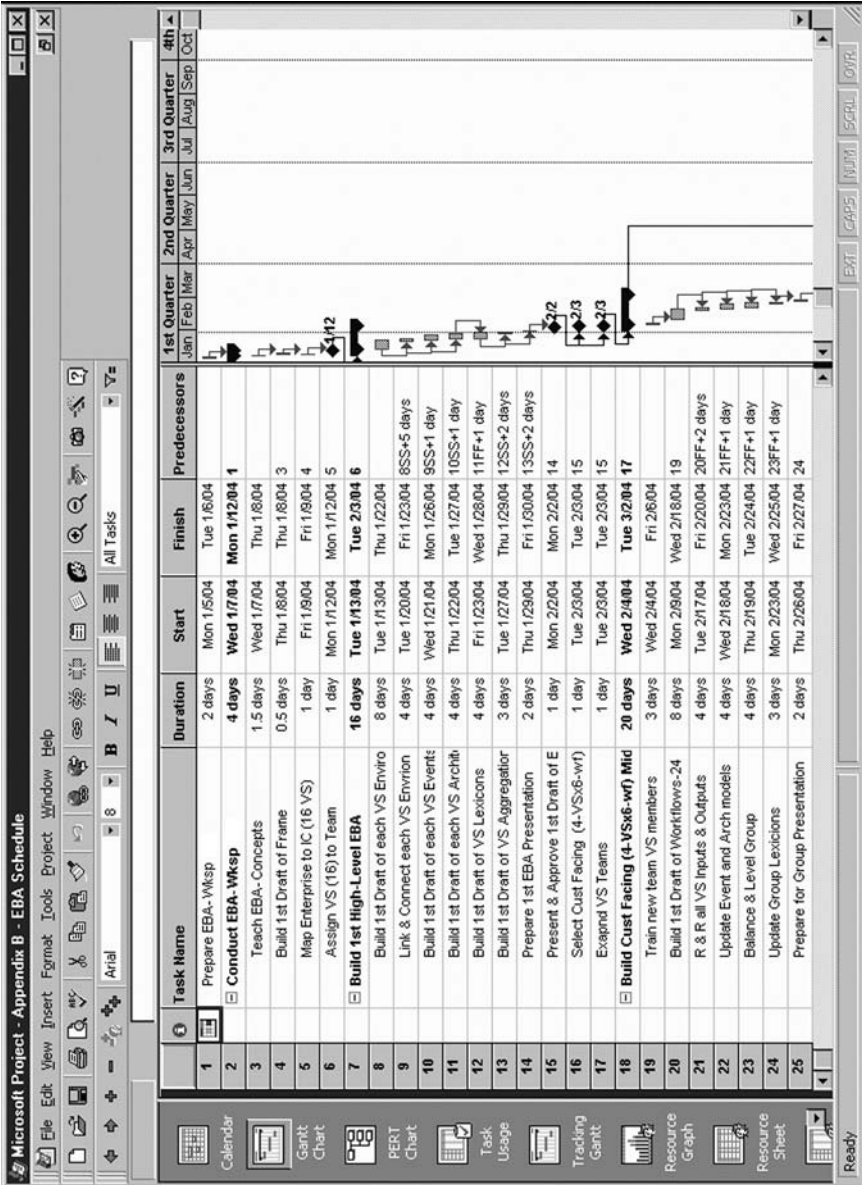 Microsoft Project - Appendix B - EBA Schedule
File Edit View Insert Format Tools Project Window Help
Arial 8 B I U All Tasks
Task Name Duration Start Finish Predecessors 1st Quarter 2nd Quarter 3rd Quarter 4th
Jan Feb Mar Apr May Jun Jul Aug Sep Oct
1 Prepare EBA- Wksp 2 days Mon 1/5/04 Tue 1/6/04
2 Conduct EBA- Wksp 4 days Wed 1/7/04 Mon 1/12/04 1
3 Teach EBA- Concepts 1.5 days Wed 1/7/04 Thu 1/8/04
4 Build 1st Draft of Frame 0.5 days Thu 1/8/04 Thu 1/8/04 3
5 Map Enterprise to IC (16 VS) 1 day Fri 1/9/04 Fri 1/9/04 4
6 Assign VS (16) to Team 1 day Mon 1/12/04 Mon 1/12/04 5 1/12
7 Build 1st High-Level EBA 16 days Tue 1/13/04 Tue 2/3/04 6
8 Build 1st Draft of each VS Enviro 8 days Tue 1/13/04 Thu 1/22/04
9 Link & Connect each VS Envrion 4 days Tue 1/20/04 Fri 1/23/04 8SS+5 days
10 Build 1st Draft of each VS Events 4 days Wed 1/21/04 Mon 1/26/04 9SS+1 day
11 Build 1st Draft of each VS Archit 4 days Thu 1/22/04 Tue 1/27/04 10SS+1 day
12 Build 1st Draft of VS Lexicons 4 days Fri 1/23/04 Wed 1/28/04 11FF+1 day
13 Build 1st Draft of VS Aggregation 3 days Tue 1/27/04 Thu 1/29/04 12SS+2 days
14 Prepare 1st EBA Presentation 2 days Thu 1/29/04 Fri 1/30/04 13SS+2 days
15 Present & Approve 1st Draft of E 1 day Mon 2/2/04 Mon 2/2/04 14 2/2
16 Select Cust Facing (4-VSx6-wf) 1 day Tue 2/3/04 Tue 2/3/04 15 2/3
17 Exapnd VS Teams 1 day Tue 2/3/04 Tue 2/3/04 15 2/3
18 Build Cust Facing (4-VSx6-wf) Mid 20 days Wed 2/4/04 Tue 3/2/04 17
19 Train new team VS members 3 days Wed 2/4/04 Fri 2/6/04
20 Build 1st Draft of Workflows-24 8 days Mon 2/9/04 Wed 2/18/04 19
21 R & R all VS Inputs & Outputs 4 days Tue 2/17/04 Fri 2/20/04 20FF+2 days
22 Update Event and Arch models 4 days Wed 2/18/04 Mon 2/23/04 21FF+1 day
23 Balance & Level Group 4 days Thu 2/19/04 Tue 2/24/04 22FF+1 day
24 Update Group Lexicions 3 days Mon 2/23/04 Wed 2/25/04 23FF+1 day
25 Prepare for Group Presentation 2 days Thu 2/26/04 Fri 2/27/04 24
Calendar
Gantt
Chart
PERT
Chart
Task
Usage
Tracking
Gantt
Resource
Graph
Resource
Sheet
Ready EXT CAPS NUM SCRL OVR